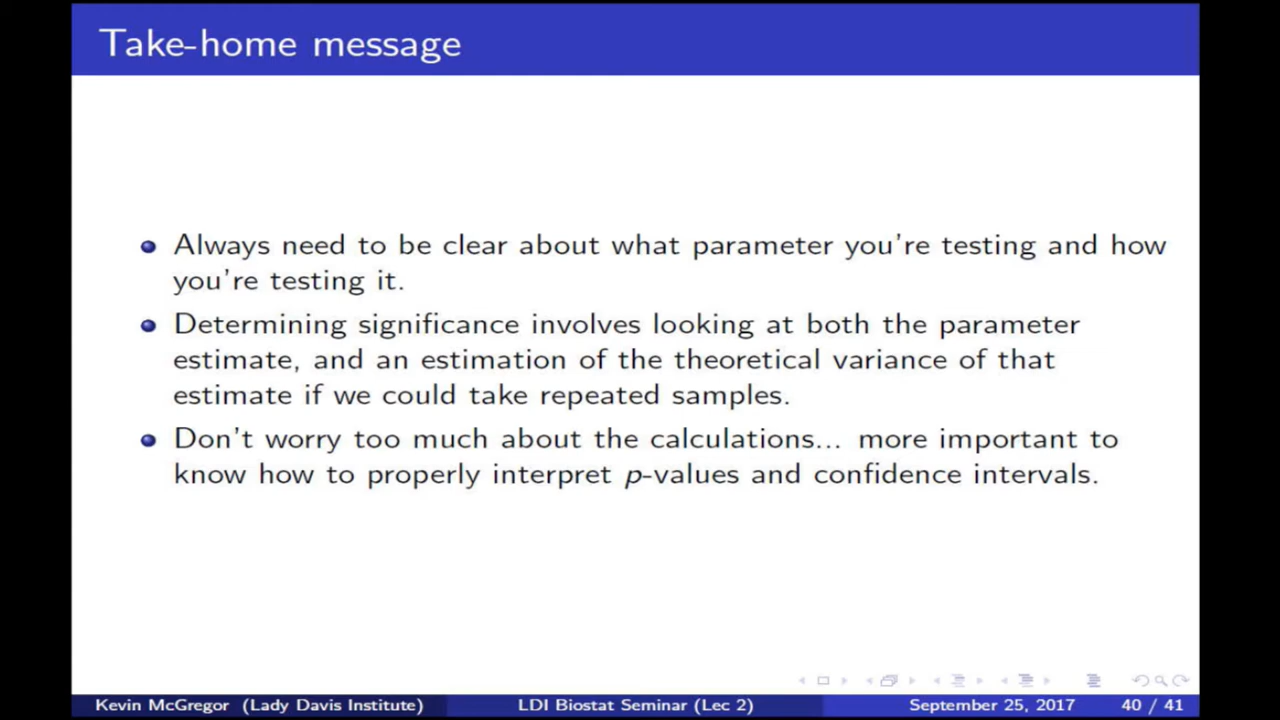 Take-home message
Always need to be clear about what parameter you're testing and how
you're testing it.
Determining significance involves looking at both the parameter
estimate, and an estimation of the theoretical variance of that
estimate if we could take repeated samples.
Don't worry too much about the calculations... more important to
know how to properly interpret p-values and confidence intervals.
Kevin McGregor (Lady Davis Institute) LDI Biostat Seminar (Lec 2) September 25, 2017 40 / 41